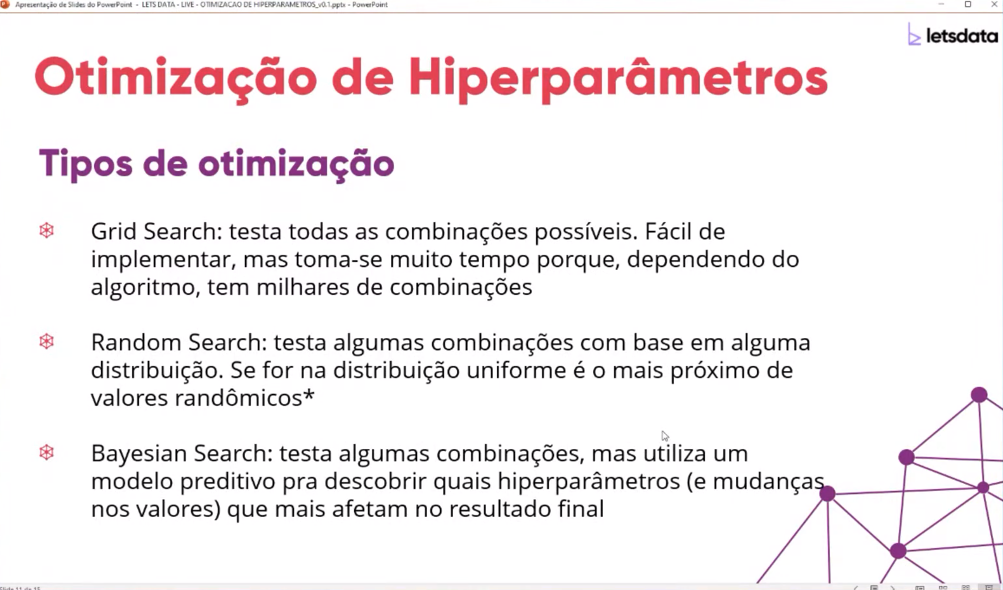 Apresentação de Slides do PowerPoint - LETS DATA - LIVE - OTIMIZACAO DE HIPERPARAMETROS_v0.1.pptx - PowerPoint
letsdata
Otimização de Hiperparâmetros
Tipos de otimização
Grid Search: testa todas as combinações possíveis. Fácil de
implementar, mas toma-se muito tempo porque, dependendo do
algoritmo, tem milhares de combinações
Random Search: testa algumas combinações com base em alguma
distribuição. Se for na distribuição uniforme é o mais próximo de
valores randômicos*
Bayesian Search: testa algumas combinações, mas utiliza um
modelo preditivo pra descobrir quais hiperparâmetros (e mudanças
nos valores) que mais afetam no resultado final
Slide 11 de 15